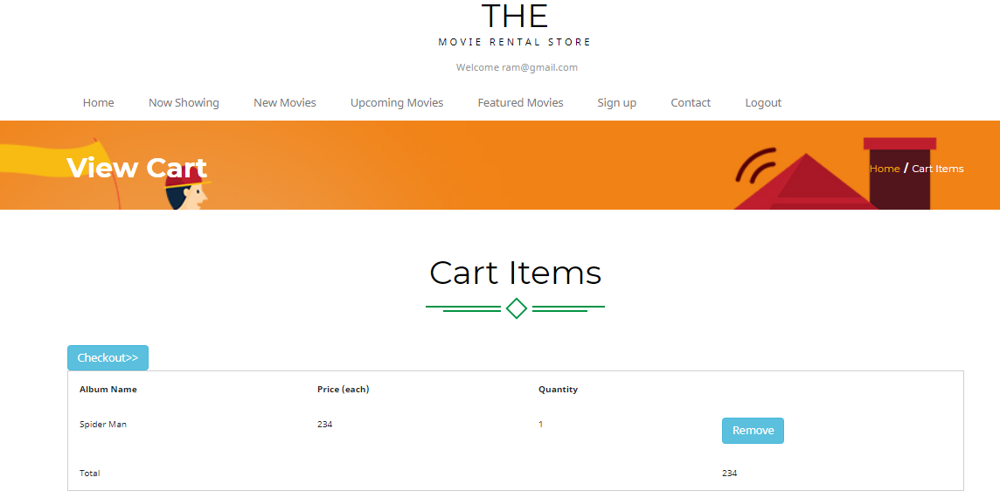 THE
MOVIE RENTAL STORE
Welcome ram@gmail.com
Home Now Showing New Movies Upcoming Movies Featured Movies Sign up Contact Logout
View Cart Home / Cart Items
Cart Items
Checkout>>
Album Name Price (each) Quantity
Spider Man 234 1 Remove
Total 234